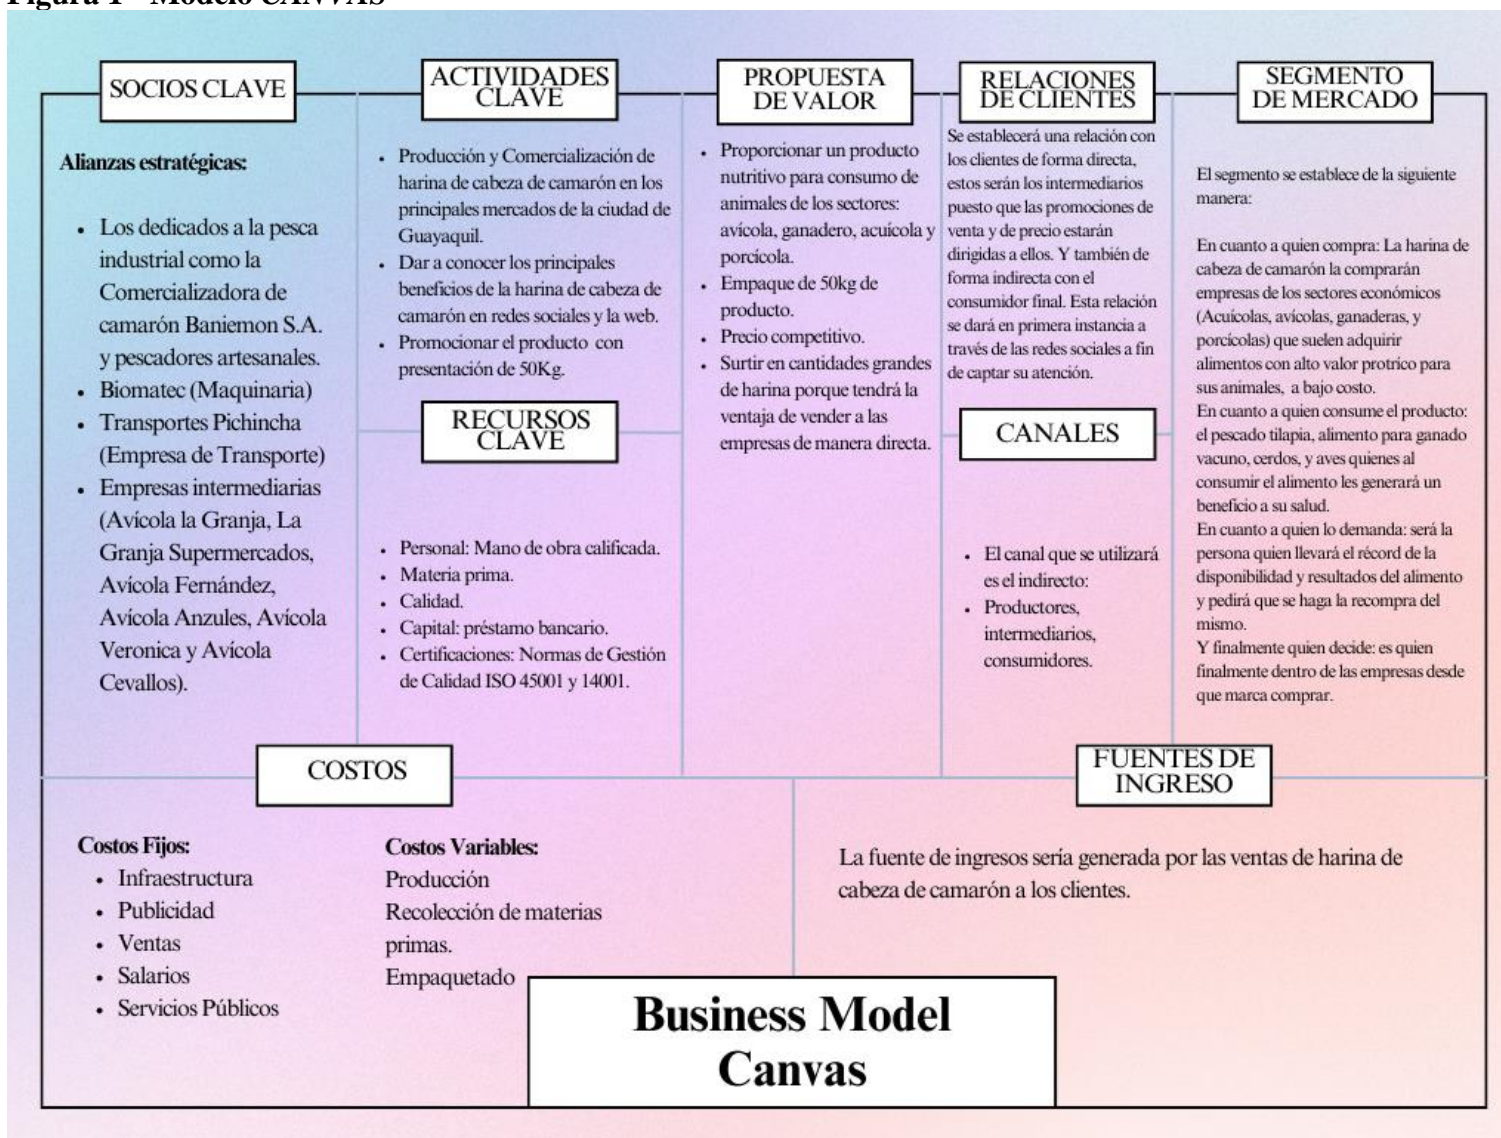 Figura 1 - Modelo CANVAS
SOCIOS CLAVE
Alianzas estratégicas:
• Los dedicados a la pesca
industrial como la
Comercializadora de
camarón Baniemon S.A.
y pescadores artesanales.
• Biomatec (Maquinaria)
• Transportes Pichincha
(Empresa de Transporte)
• Empresas intermediarias
(Avícola la Granja, La
Granja Supermercados,
Avícola Fernández,
Avícola Anzules, Avícola
Veronica y Avícola
Cevallos).
ACTIVIDADES
CLAVE
• Producción y Comercialización de
harina de cabeza de camarón en los
principales mercados de la ciudad de
Guayaquil.
• Dar a conocer los principales
beneficios de la harina de cabeza de
camarón en redes sociales y la web.
• Promocionar el producto con
presentación de 50Kg.
RECURSOS
CLAVE
• Personal: Mano de obra calificada.
• Materia prima.
• Calidad.
• Capital: préstamo bancario.
• Certificaciones: Normas de Gestión
de Calidad ISO 45001 y 14001.
PROPUESTA
DE VALOR
• Proporcionar un producto
nutritivo para consumo de
animales de los sectores:
avícola, ganadero, acuícola y
porcícola.
• Empaque de 50kg de
producto.
• Precio competitivo.
• Surtir en cantidades grandes
de harina porque tendrá la
ventaja de vender a las
empresas de manera directa.
RELACIONES
DE CLIENTES
Se establecerá una relación con
los clientes de forma directa,
estos serán los intermediarios
puesto que las promociones de
venta y de precio estarán
dirigidas a ellos. Y también de
forma indirecta con el
consumidor final. Esta relación
se dará en primera instancia a
través de las redes sociales a fin
de captar su atención.
CANALES
• El canal que se utilizará
es el indirecto:
• Productores,
intermediarios,
consumidores.
SEGMENTO
DE MERCADO
El segmento se establece de la siguiente
manera:
En cuanto a quien compra: La harina de
cabeza de camarón la comprarán
empresas de los sectores económicos
(Acuícolas, avícolas, ganaderas, y
porcícolas) que suelen adquirir
alimentos con alto valor protríco para
sus animales, a bajo costo.
En cuanto a quien consume el producto:
el pescado tilapia, alimento para ganado
vacuno, cerdos, y aves quienes al
consumir el alimento les generará un
beneficio a su salud.
En cuanto a quien lo demanda: será la
persona quien llevará el récord de la
disponibilidad y resultados del alimento
y pedirá que se haga la recompra del
mismo.
Y finalmente quien decide: es quien
finalmente dentro de las empresas desde
que marca comprar.
COSTOS
Costos Fijos:
• Infraestructura
• Publicidad
• Ventas
• Salarios
• Servicios Públicos
Costos Variables:
Producción
Recolección de materias
primas.
Empaquetado
FUENTES DE
INGRESO
La fuente de ingresos sería generada por las ventas de harina de
cabeza de camarón a los clientes.
Business Model
Canvas